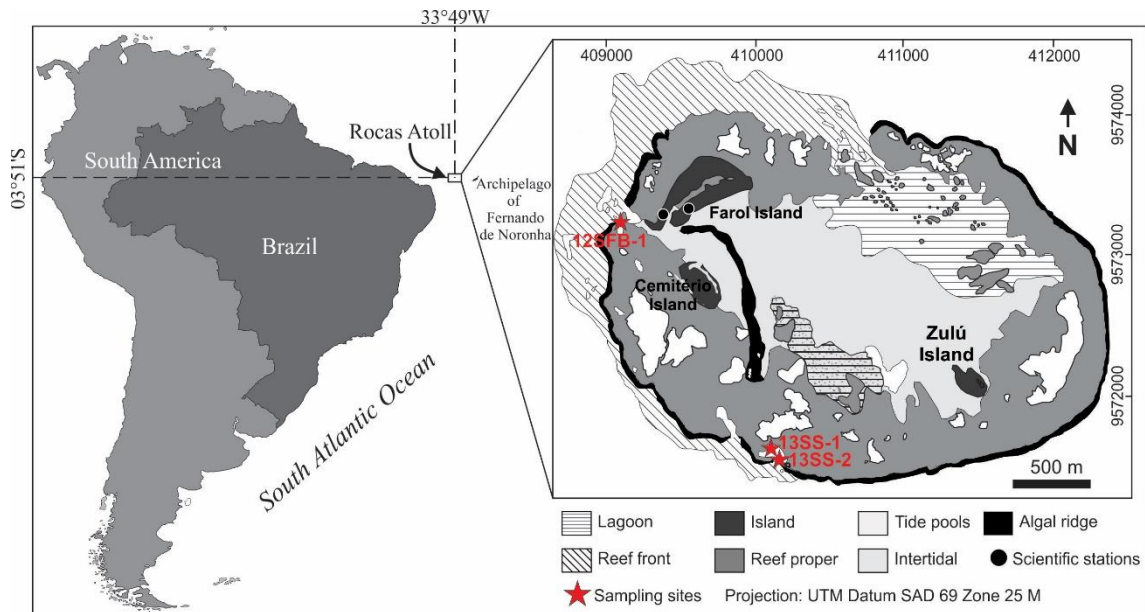 33°49'W
03°51'S
South America
Brazil
South Atlantic Ocean
Rocas Atoll
Archipelago
of
Fernando
de Noronha
409000
410000
411000
412000
9574000
9573000
9572000
N
Farol Island
12SFB-1
Cemitério
Island
Zulú
Island
13SS-1
13SS-2
500 m
Lagoon
Island
Tide pools
Algal ridge
Reef front
Reef proper
Intertidal
Scientific stations
Sampling sites
Projection: UTM Datum SAD 69 Zone 25 M